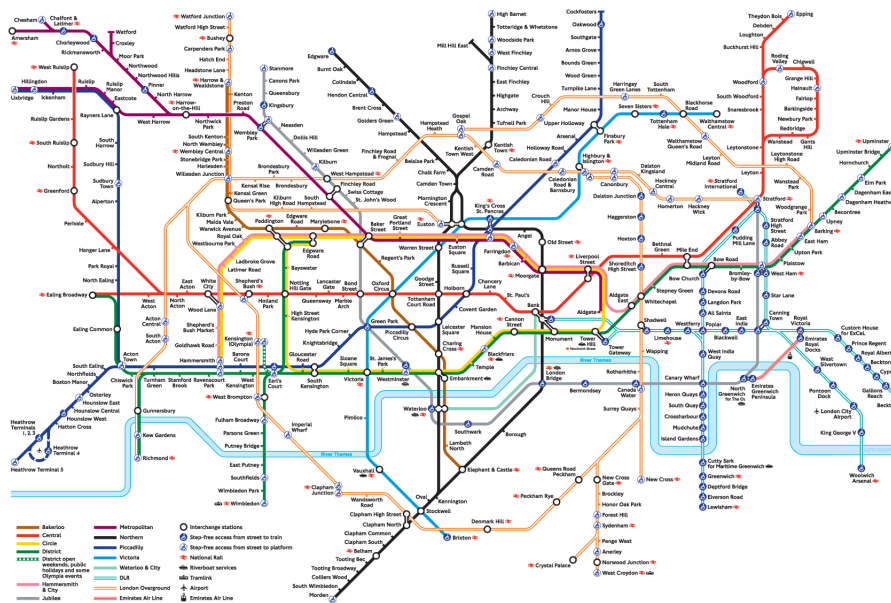 Chesham
Chalfont &
Latimer
Amersham
Chorleywood
Rickmansworth
Watford
Croxley
Moor Park
Northwood
Northwood Hills
Pinner
North Harrow
Harrow-
on-the-Hill
Northwick
Park
Preston
Road
Wembley
Park
West Harrow
Rayners Lane
Eastcote
Ruislip
Manor
Ruislip
Ickenham
Hillingdon
Uxbridge
West Ruislip
Ruislip Gardens
South Ruislip
Northolt
Greenford
Perivale
Hanger Lane
South
Harrow
Sudbury Hill
Sudbury
Town
Alperton
Park Royal
North Ealing
Ealing Broadway
Ealing Common
West
Acton
North
Acton
East
Acton
White
City
Acton
Central
South
Acton
Watford Junction
Watford High Street
Bushey
Carpenders Park
Hatch End
Headstone Lane
Harrow &
Wealdstone
Kenton
South Kenton
North Wembley
Wembley Central
Stonebridge Park
Harlesden
Willesden Junction
Kensal Rise
Brondesbury
Park
Brondesbury
Kensal Green
Queen's Park
Kilburn
High Road
South
Hampstead
Kilburn Park
Maida Vale
Warwick Avenue
Royal Oak
Westbourne Park
Ladbroke Grove
Latimer Road
Stanmore
Canons Park
Queensbury
Kingsbury
Neasden
Dollis Hill
Willesden Green
Kilburn
West Hampstead
Finchley Road
Swiss Cottage
St. John's Wood
Edgware
Burnt Oak
Colindale
Hendon Central
Brent Cross
Golders Green
Hampstead
Hampstead
Heath
Finchley Road
& Frognal
Belsize Park
Chalk Farm
Camden Town
Mornington
Crescent
Euston
High Barnet
Totteridge & Whetstone
Woodside Park
West Finchley
Mill Hill East
Finchley Central
East Finchley
Highgate
Archway
Tufnell Park
Gospel
Oak
Kentish
Town West
Kentish
Town
Camden
Road
Upper Holloway
Crouch
Hill
Harringay
Green Lanes
South
Tottenham
Cockfosters
Oakwood
Southgate
Arnos Grove
Bounds Green
Wood Green
Turnpike Lane
Manor House
Finsbury
Park
Arsenal
Holloway Road
Caledonian Road
Seven Sisters
Tottenham
Hale
Blackhorse
Road
Walthamstow
Central
Walthamstow
Queen's Road
Leyton
Midland Road
Highbury &
Islington
Caledonian Road
& Barnsbury
Canonbury
Dalston
Kingsland
Hackney
Central
Homerton
Hackney
Wick
Dalston Junction
Haggerston
Hoxton
Shoreditch
High Street
Theydon Bois
Epping
Debden
Loughton
Buckhurst Hill
Roding
Valley
Chigwell
Grange Hill
Hainault
Fairlop
Barkingside
Newbury Park
Redbridge
Gants
Hill
Wanstead
Woodford
South Woodford
Snaresbrook
Leytonstone
Leytonstone
High Road
Leyton
Wanstead Park
Woodgrange
Park
Stratford
International
Stratford
Stratford
High Street
Abbey
Road
West Ham
Pudding
Mill Lane
Upminster
Upminster Bridge
Hornchurch
Elm Park
Dagenham East
Becontree
Upney
Barking
East Ham
Upton Park
Plaistow
Bow Road
Bow Church
Bromley-
by-Bow
Mile End
Bethnal
Green
Stepney Green
Whitechapel
Paddington
Edgware
Road
Marylebone
Baker
Street
Great
Portland
Street
Edgware
Road
Bayswater
Regent's Park
Warren Street
Euston
Square
King's Cross
St. Pancras
Angel
Old Street
Farringdon
Barbican
Moorgate
Liverpool
Street
Aldgate
East
Aldgate
Wood Lane
Shepherd's
Bush
Shepherd's
Bush Market
Goldhawk Road
Hammersmith
Holland
Park
Notting
Hill Gate
Queensway
Lancaster
Gate
Marble
Arch
Bond
Street
Oxford
Circus
Goodge
Street
Tottenham
Court Road
Russell
Square
Holborn
Chancery
Lane
St. Paul's
Bank
Covent Garden
Leicester
Square
Piccadilly
Circus
Green Park
Hyde Park Corner
Knightsbridge
High Street
Kensington
Kensington
(Olympia)
Barons
Court
Gloucester
Road
Sloane
Square
St. James's
Park
South
Kensington
Victoria
Westminster
Charing
Cross
Embankment
Temple
Blackfriars
Mansion
House
Cannon
Street
Monument
Tower
Hill
Fenchurch Street
Tower
Gateway
Shadwell
Wapping
Limehouse
Westferry
Poplar
Blackwall
East
India
All Saints
Langdon Park
Devons Road
Star Lane
Canning
Town
Royal
Victoria
Custom House
for ExCeL
Prince Regent
Royal Albert
Beckton
Cyp
Gallions
Reach
Bec
Emirates
Royal
Docks
Emirates
Greenwich
Peninsula
North
Greenwich
for The O2
West
Silvertown
Pontoon
Dock
London City
Airport
King George V
Woolwich
Arsenal
West India
Quay
Canary Wharf
Heron Quays
South Quay
Crossharbour
Mudchute
Island Gardens
Cutty Sark
for Maritime Greenwich
Greenwich
Deptford Bridge
Elverson Road
Lewisham
Rotherhithe
Canada
Water
Surrey Quays
Bermondsey
London
Bridge
Southwark
Waterloo
Lambeth
North
Elephant & Castle
Borough
Kennington
Oval
Stockwell
Pimlico
Vauxhall
Brixton
Clapham High Street
Clapham North
Clapham Common
Clapham South
Balham
Tooting Bec
Tooting Broadway
Colliers Wood
South Wimbledon
Morden
Wandsworth
Road
Clapham
Junction
Imperial
Wharf
Denmark Hill
Peckham Rye
Queens Road
Peckham
New Cross
Gate
New Cross
Brockley
Honor Oak Park
Forest Hill
Sydenham
Penge West
Anerley
Norwood Junction
West Croydon
Crystal Palace
Acton
Town
South Ealing
Northfields
Boston Manor
Osterley
Hounslow East
Hounslow Central
Hounslow West
Hatton Cross
Heathrow
Terminals
1, 2, 3
Heathrow
Terminal 4
Heathrow Terminal 5
Chiswick
Park
Turnham
Green
Stamford
Brook
Ravenscourt
Park
West
Kensington
Earl's
Court
Gunnersbury
Kew Gardens
Richmond
West Brompton
Fulham Broadway
Parsons Green
Putney Bridge
East Putney
Southfields
Wimbledon Park
Wimbledon
River Thames
River Thames
Bakerloo
Central
Circle
District
District open
weekends, public
holidays and some
Olympia events
Hammersmith
& City
Jubilee
Metropolitan
Northern
Piccadilly
Victoria
Waterloo & City
DLR
London Overground
Emirates Air Line
Interchange stations
Step-free access from street to train
Step-free access from street to platform
National Rail
Riverboat services
Tramlink
Airport
Emirates Air Line